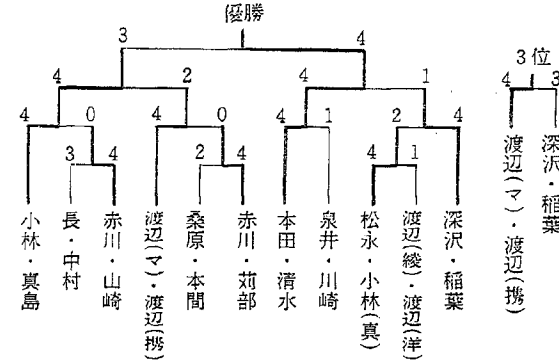 優勝
3 4
4 2 4 1 3位
4 3
4 0 4 0 4 1 2 4
3 4 2 4 4 1
小林・真島
長・中村
赤川・山崎
渡辺(マ)・渡辺(携)
桑原・本間
赤川・苅部
本田・清水
泉井・川崎
松永・小林(真)
渡辺(綾)・渡辺(洋)
深沢・稲葉
渡辺(マ)・渡辺(携)
深沢・稲葉